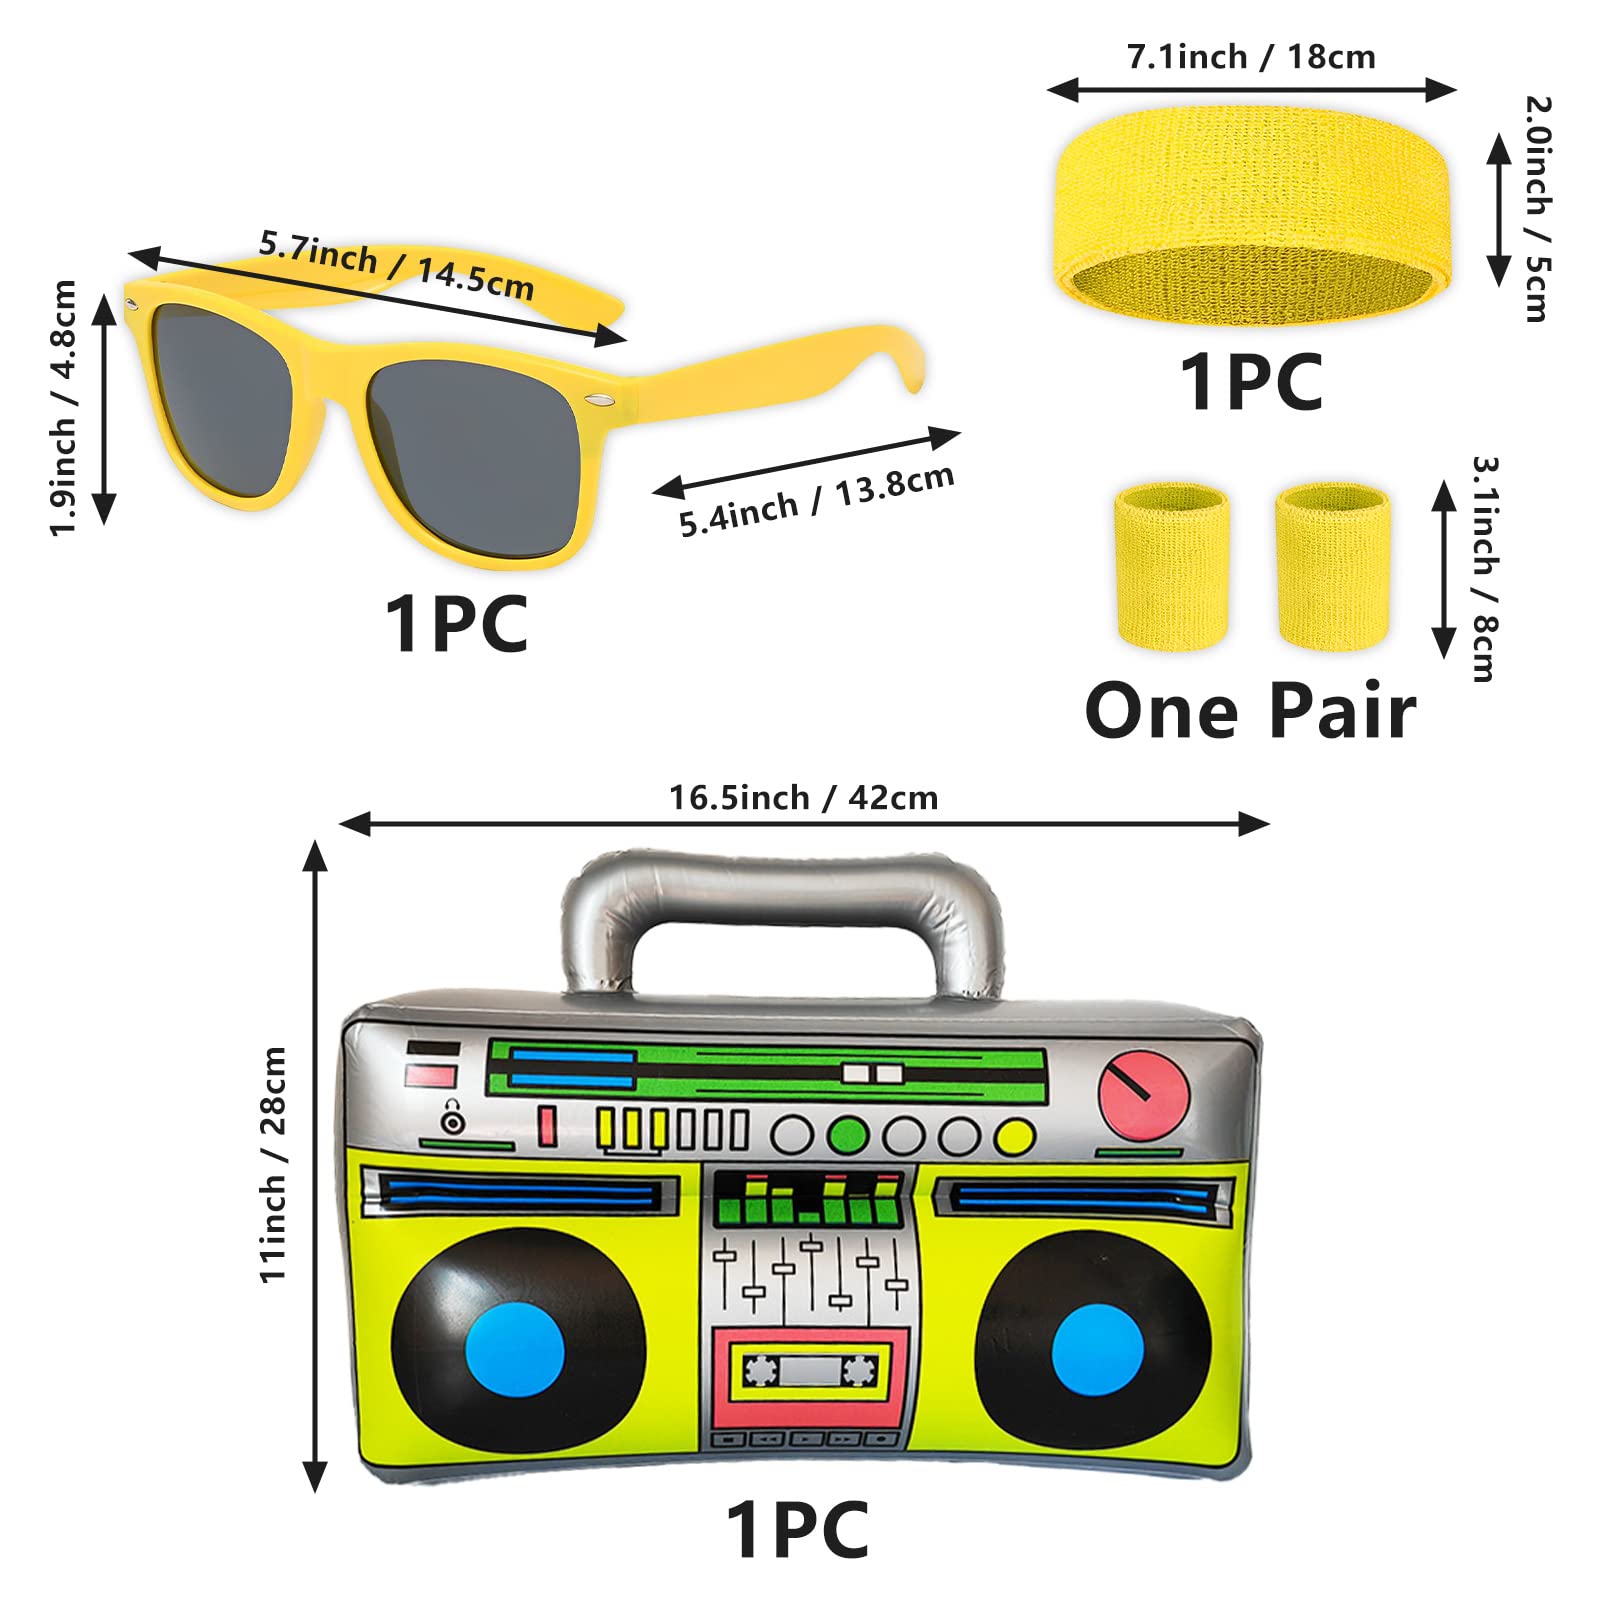 7.1inch / 18cm
2.0inch / 5cm
1PC
5.7inch / 14.5cm
1.9inch / 4.8cm
5.4inch / 13.8cm
1PC
3.1inch / 8cm
One Pair
16.5inch / 42cm
11inch / 28cm
1PC